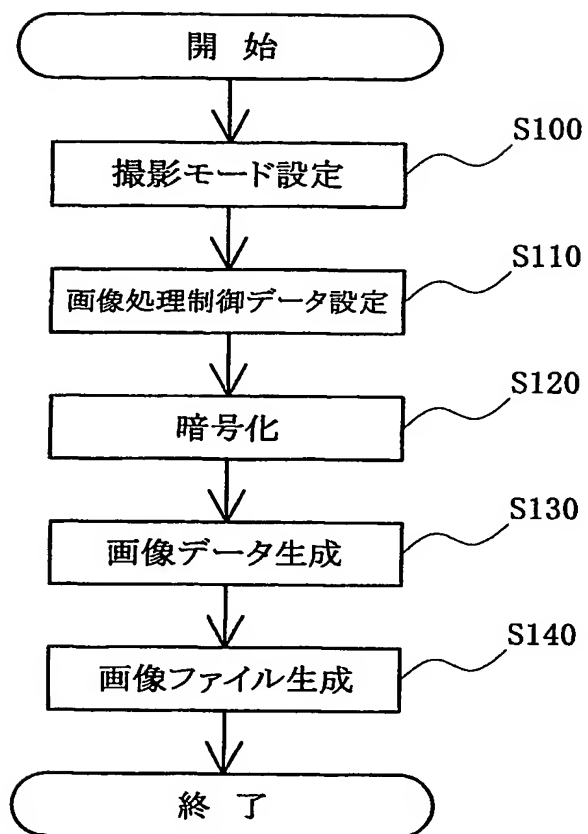 開 始
S100
撮影モード設定
S110
画像処理制御データ設定
S120
暗号化
S130
画像データ生成
S140
画像ファイル生成
終 了